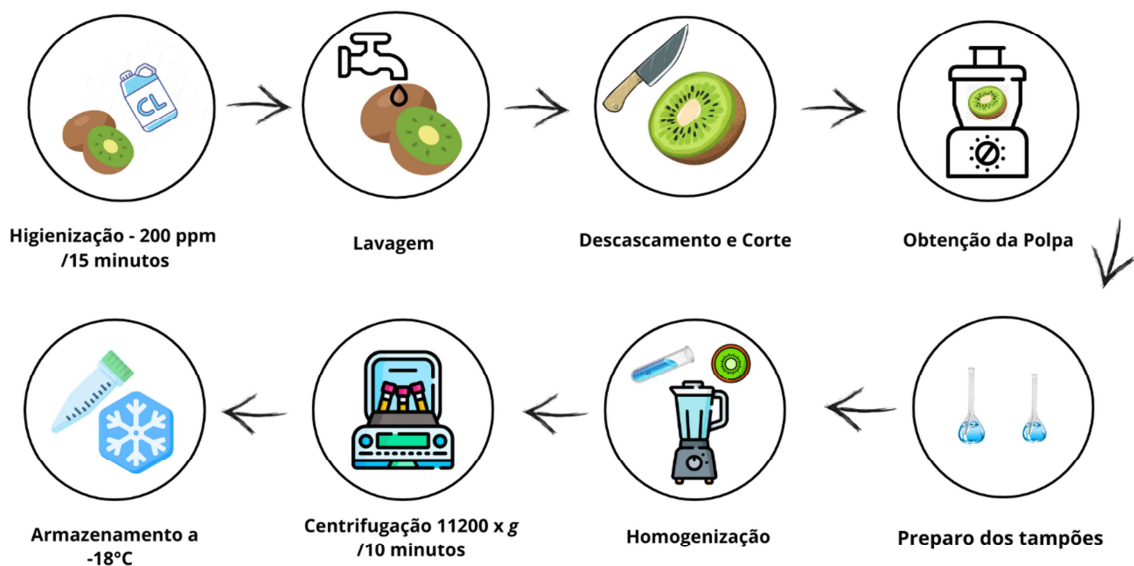 CL
Higienização - 200 ppm
/15 minutos
Lavagem
Descascamento e Corte
Obtenção da Polpa
Preparo dos tampões
Homogenização
Centrifugação 11200 x g
/10 minutos
Armazenamento a
-18°C